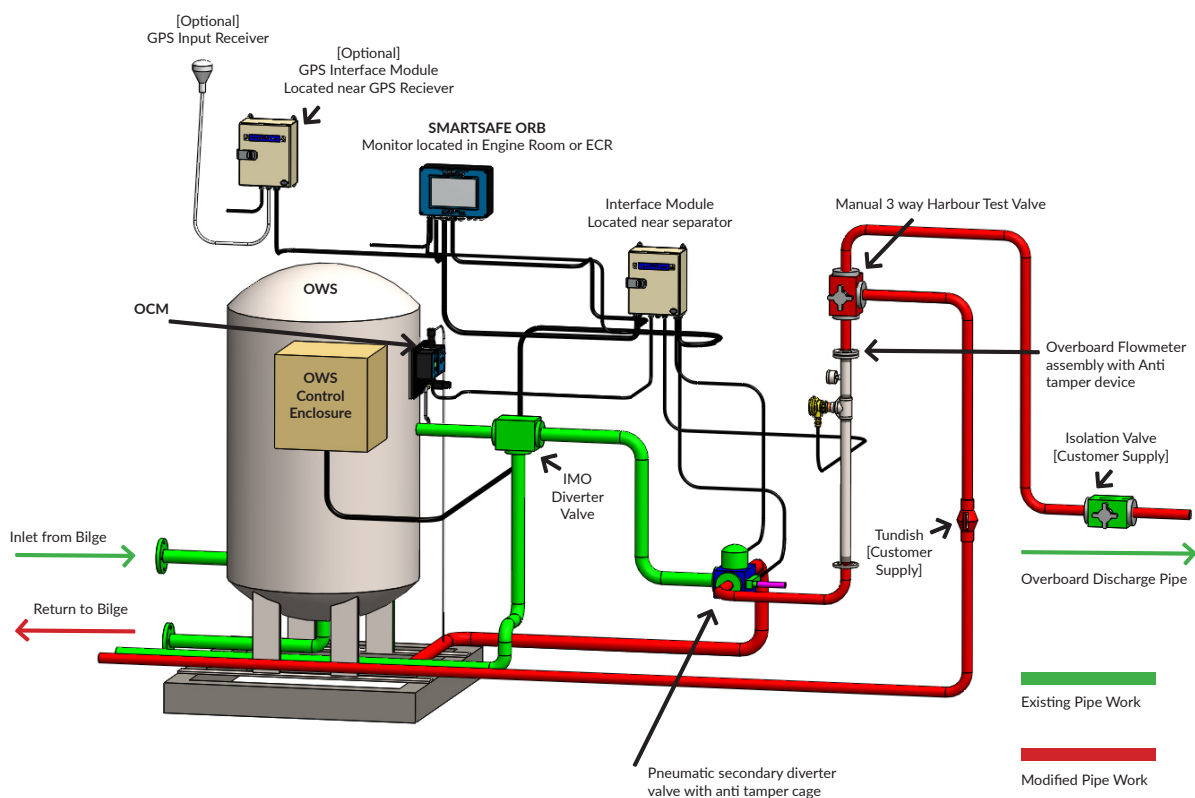 [Optional]
GPS Input Receiver
[Optional]
GPS Interface Module
Located near GPS Reciever
SMARTSAFE ORB
Monitor located in Engine Room or ECR
Interface Module
Located near separator
Manual 3 way Harbour Test Valve
OWS
OCM
OWS
Control
Enclosure
Overboard Flowmeter
assembly with Anti
tamper device
Isolation Valve
[Customer Supply]
IMO
Diverter
Valve
Inlet from Bilge
Tundish
[Customer
Supply]
Overboard Discharge Pipe
Return to Bilge
Existing Pipe Work
Pneumatic secondary diverter
valve with anti tamper cage
Modified Pipe Work